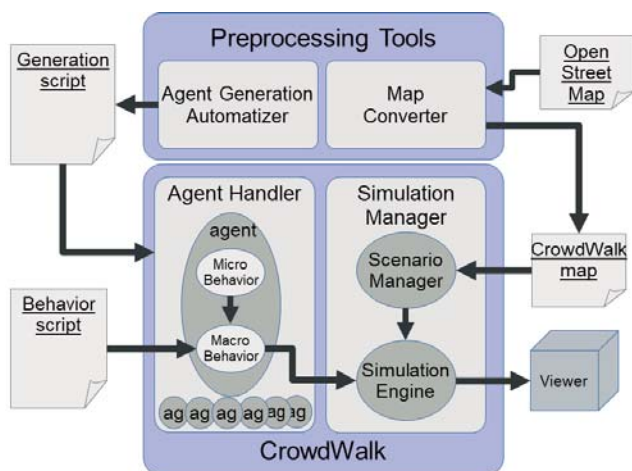 Preprocessing Tools
Generation
script
Agent Generation
Automatizer
Map
Converter
Open
Street
Map
Agent Handler
agent
Micro
Behavior
Macro
Behavior
ag ag ag ag ag ag
Simulation
Manager
Scenario
Manager
Simulation
Engine
CrowdWalk
map
Behavior
script
Viewer
CrowdWalk